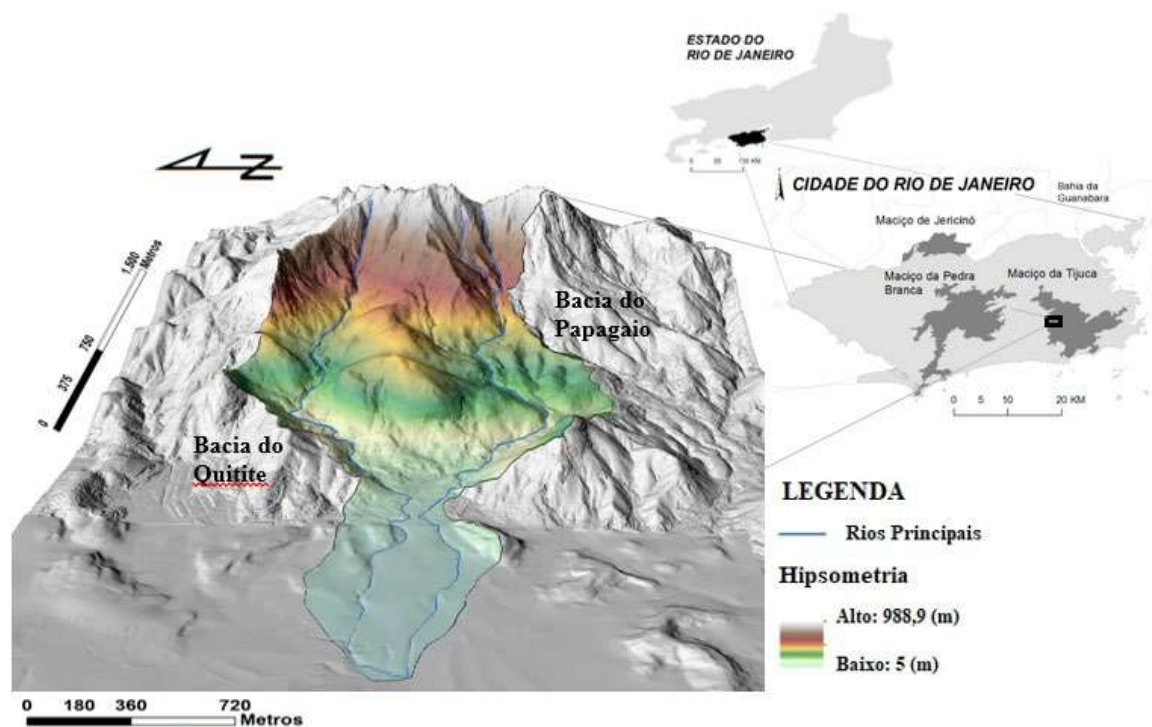 ESTADO DO
RIO DE JANEIRO
CIDADE DO RIO DE JANEIRO
Bahia da
Guanabara
Maciço de Jericinó
Maciço da Pedra
Branca
Maciço da Tijuca
0 5 10 20 KM
N
1.500
Metros
750
375
0
Bacia do
Papagaio
Bacia do
Quitite
LEGENDA
Rios Principais
Hipsometria
Alto: 988,9 (m)
Baixo: 5 (m)
0 180 360 720
Metros